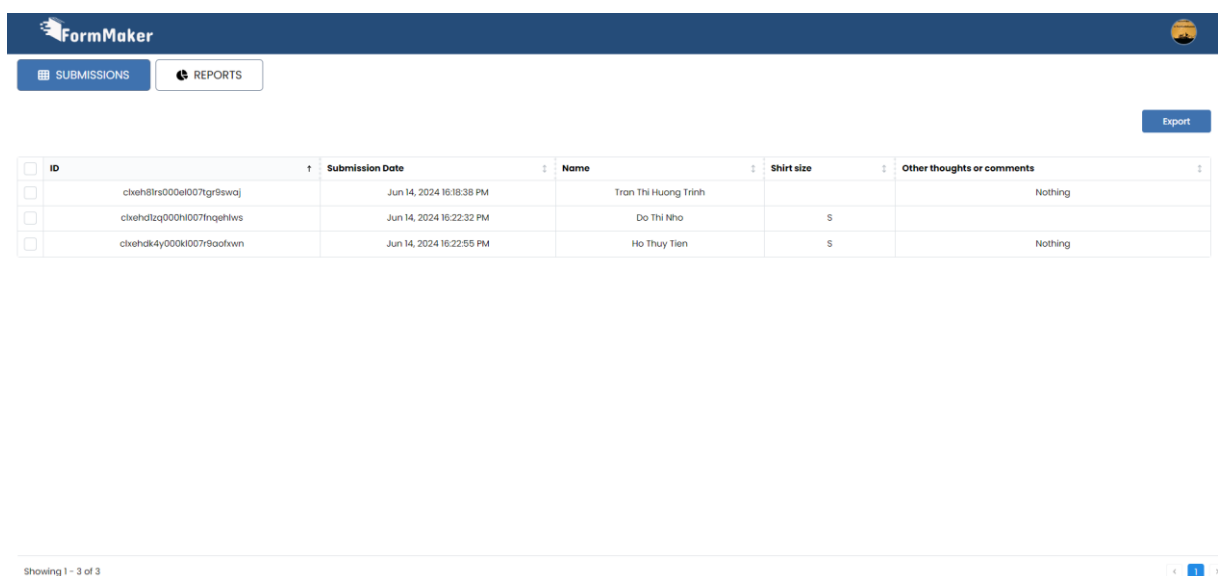 FormMaker
SUBMISSIONS REPORTS
Export
ID Submission Date Name Shirt size Other thoughts or comments
clxeh81rs000el007tgr9swaj Jun 14, 2024 16:18:38 PM Tran Thi Huong Trinh Nothing
clxehd1zq000hl007fnqehlws Jun 14, 2024 16:22:32 PM Do Thi Nho S
clxehdk4y000kl007r9aofxwn Jun 14, 2024 16:22:55 PM Ho Thuy Tien S Nothing
Showing 1 - 3 of 3 1